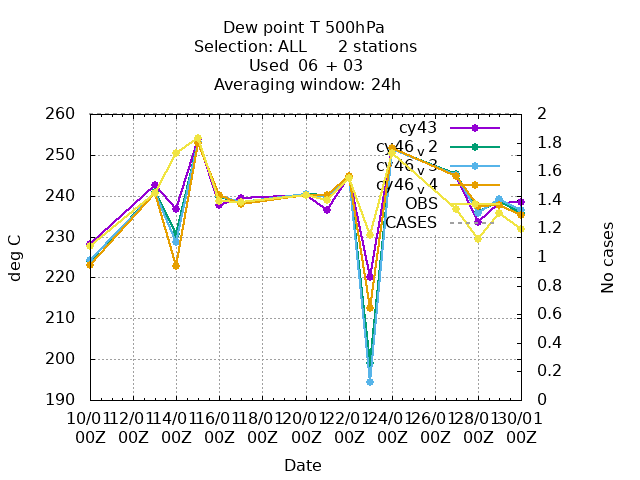 Dew point T 500hPa
Selection: ALL 2 stations
Used 06 + 03
Averaging window: 24h
260
250
240
230
220
210
200
190
2
1.8
1.6
1.4
1.2
1
0.8
0.6
0.4
0.2
0
deg C
No cases
cy43
cy46_v2
cy46_v3
cy46_v4
OBS
CASES
10/01 12/01 14/01 16/01 18/01 20/01 22/01 24/01 26/01 28/01 30/01
00Z 00Z 00Z 00Z 00Z 00Z 00Z 00Z 00Z 00Z 00Z
Date